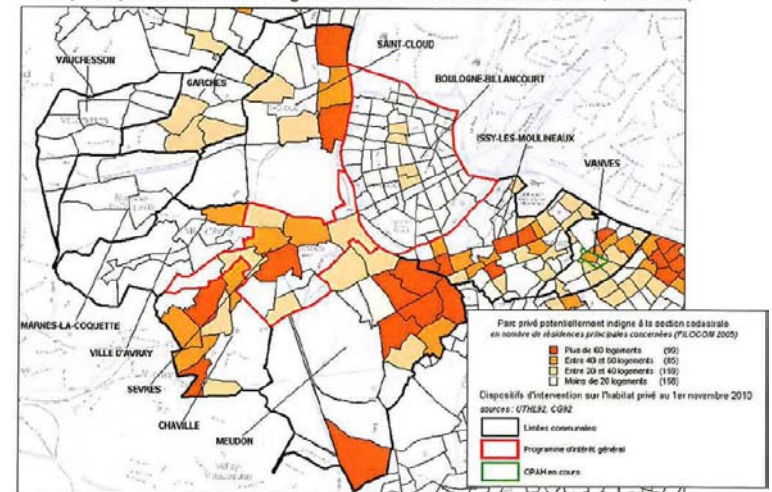 SAINT-CLOUD
VAUCRESSON
GARCHES
BOULOGNE-BILLANCOURT
ISSY-LES-MOULINEAUX
VANVES
MARNES-LA-COQUETTE
VILLE D'AVRAY
SEVRES
CHAVILLE
MEUDON
Parc privé potentiellement indigne à la section cadastrale
en nombre de résidences principales concernées (FILOCOM 2005)
Plus de 60 logements (99)
Entre 40 et 60 logements (85)
Entre 20 et 40 logements (159)
Moins de 20 logements (158)
Dispositifs d'intervention sur l'habitat privé au 1er novembre 2010
sources : UTHL92, CG92
Limites communales
Programme d'intérêt général
OPAH en cours